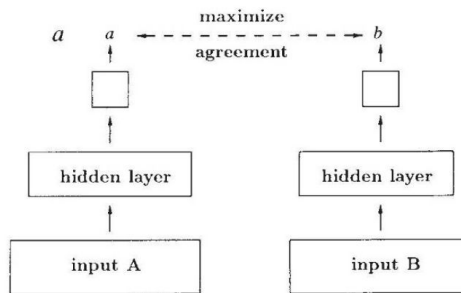 maximize
a a b
agreement
hidden layer hidden layer
input A input B